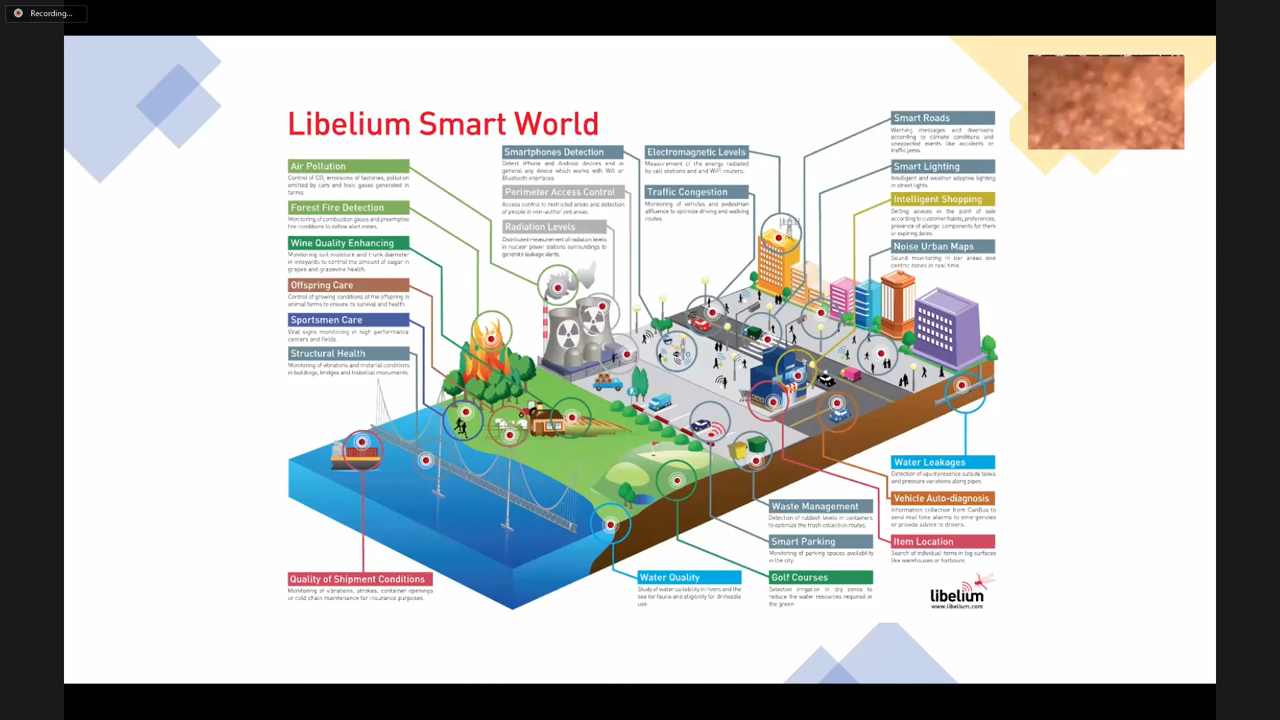 Recording...
Libelium Smart World
Air Pollution
Control of CO₂ emissions of factories, pollution
emitted by cars and toxic gases generated in
farms.
Forest Fire Detection
Monitoring of combustion gases and preemptive
fire conditions to define alert zones.
Wine Quality Enhancing
Monitoring soil moisture and trunk diameter
in vineyards to control the amount of sugar in
grapes and grapevine health.
Offspring Care
Control of growing conditions of the offspring in
animal farms to ensure its survival and health.
Sportsmen Care
Vital signs monitoring in high performance
centers and fields.
Structural Health
Monitoring of vibrations and material conditions
in buildings, bridges and historical monuments.
Quality of Shipment Conditions
Monitoring of vibrations, strokes, container openings
or cold chain maintenance for insurance purposes.
Smartphones Detection
Detect iPhone and Android devices and in
general any device which works with Wifi or
Bluetooth interfaces.
Perimeter Access Control
Access control to restricted areas and detection
of people in non-authorized areas.
Radiation Levels
Distributed measurement of radiation levels
in nuclear power stations surroundings to
generate leakage alerts.
Electromagnetic Levels
Measurement of the energy radiated
by cell stations and and WiFi routers.
Traffic Congestion
Monitoring of vehicles and pedestrian
affluence to optimize driving and walking
routes.
Smart Roads
Warning messages and diversions
according to climate conditions and
unexpected events like accidents or
traffic jams.
Smart Lighting
Intelligent and weather adaptive lighting
in street lights.
Intelligent Shopping
Getting advices in the point of sale
according to customer habits, preferences,
presence of allergic components for them
or expiring dates.
Noise Urban Maps
Sound monitoring in bar areas and
centric zones in real time.
Water Leakages
Detection of liquid presence outside tanks
and pressure variations along pipes.
Vehicle Auto-diagnosis
Information collection from CanBus to
send real time alarms to emergencies
or provide advice to drivers.
Item Location
Search of individual items in big surfaces
like warehouses or harbours.
Waste Management
Detection of rubbish levels in containers
to optimize the trash collection routes.
Smart Parking
Monitoring of parking spaces availability
in the city.
Golf Courses
Selective irrigation in dry zones to
reduce the water resources required in
the green.
Water Quality
Study of water suitability in rivers and the
sea for fauna and eligibility for drinkable
use.
libelium
www.libelium.com